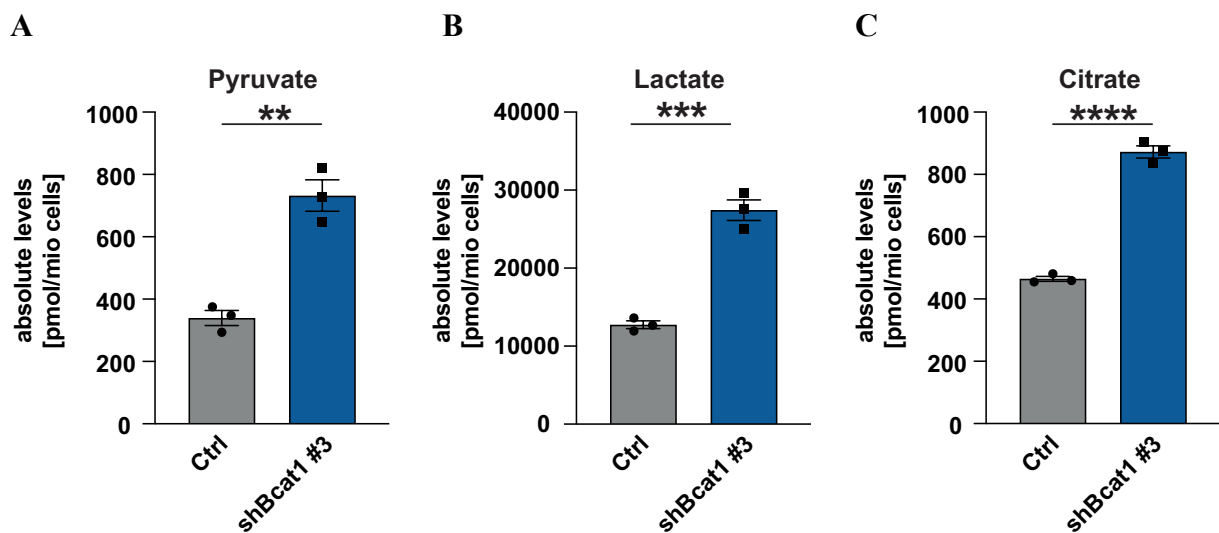 A
Pyruvate
**
absolute levels
[pmol/mio cells]
1000
800
600
400
200
0
Ctrl
shBcat1 #3
B
Lactate
***
absolute levels
[pmol/mio cells]
40000
30000
20000
10000
0
Ctrl
shBcat1 #3
C
Citrate
****
absolute levels
[pmol/mio cells]
1000
800
600
400
200
0
Ctrl
shBcat1 #3